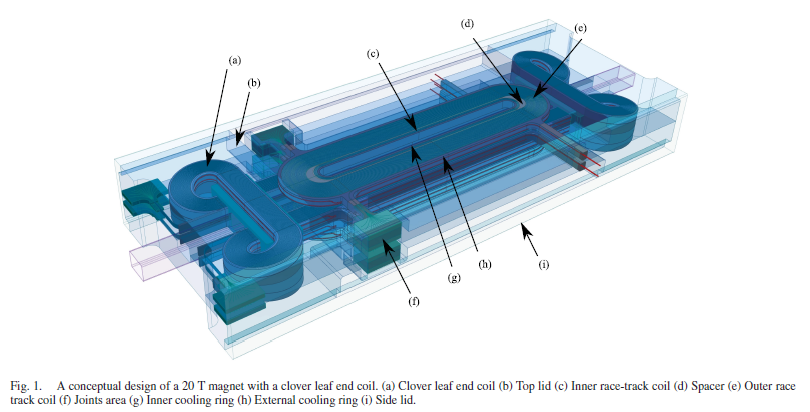 (d)
(e)
(c)
(a)
(b)
(h)
(i)
(g)
(f)
Fig. 1. A conceptual design of a 20 T magnet with a clover leaf end coil. (a) Clover leaf end coil (b) Top lid (c) Inner race-track coil (d) Spacer (e) Outer race
track coil (f) Joints area (g) Inner cooling ring (h) External cooling ring (i) Side lid.